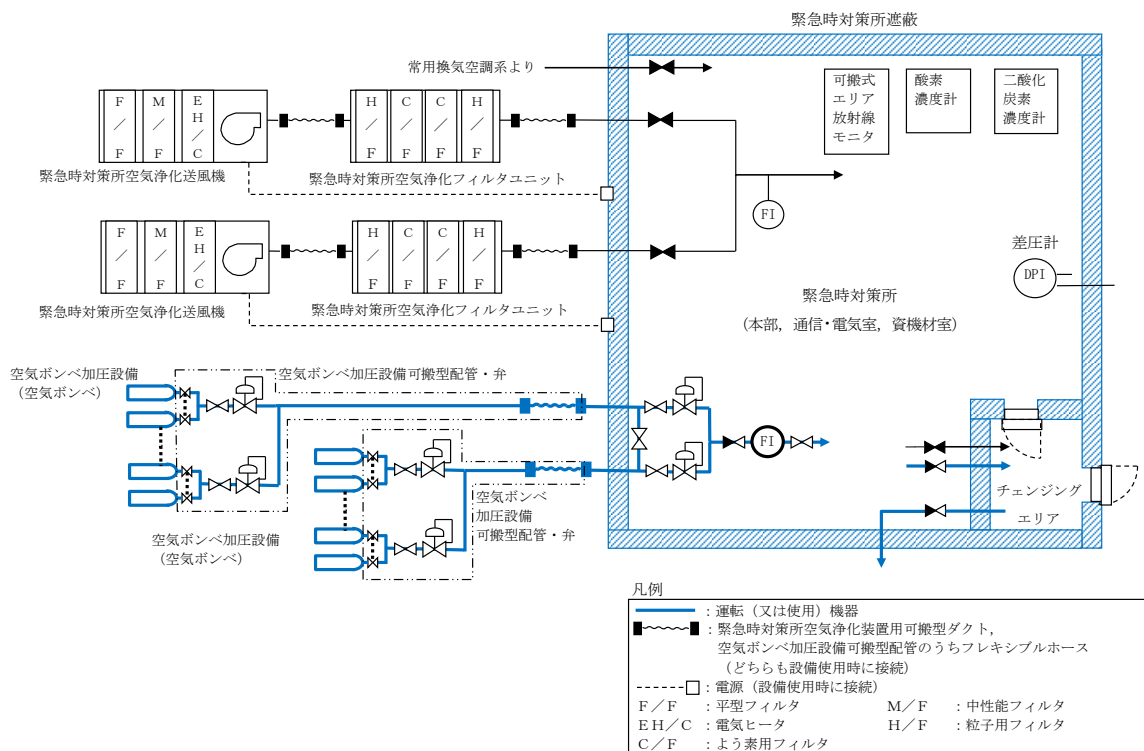 緊急時対策所遮蔽
常用換気空調系より
可搬式
エリア
放射線
モニタ
酸素
濃度計
二酸化
炭素
濃度計
F/F
M/F
EH/C
H/F
C/F
C/F
H/F
緊急時対策所空気浄化送風機
緊急時対策所空気浄化フィルタユニット
FI
F/F
M/F
EH/C
H/F
C/F
C/F
H/F
緊急時対策所空気浄化送風機
緊急時対策所空気浄化フィルタユニット
差圧計
DPI
緊急時対策所
(本部,通信・電気室,資機材室)
空気ボンベ加圧設備
(空気ボンベ)
空気ボンベ加圧設備可搬型配管・弁
FI
空気ボンベ
加圧設備
可搬型配管・弁
空気ボンベ加圧設備
(空気ボンベ)
チェンジング
エリア
凡例
:運転(又は使用)機器
:緊急時対策所空気浄化装置用可搬型ダクト,
空気ボンベ加圧設備可搬型配管のうちフレキシブルホース
(どちらも設備使用時に接続)
:電源(設備使用時に接続)
F/F :平型フィルタ M/F :中性能フィルタ
EH/C :電気ヒータ H/F :粒子用フィルタ
C/F :よう素用フィルタ